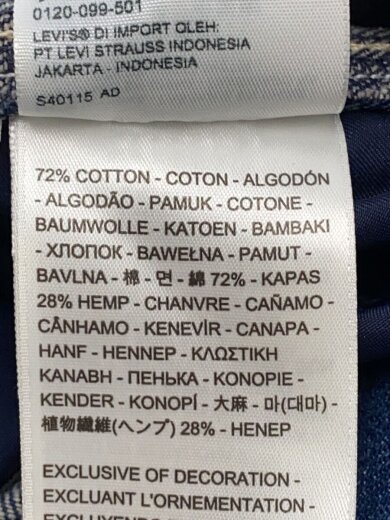 0120-099-501
LEVI'S® DI IMPORT OLEH:
PT LEVI STRAUSS INDONESIA
JAKARTA - INDONESIA
S40115 AD
72% COTTON - COTON - ALGODÓN
- ALGODÃO - PAMUK - COTONE -
BAUMWOLLE - KATOEN - BAMBAKI
- ХЛОПОК - BAWEŁNA - PAMUT -
BAVLNA - 棉 - 면 - 綿 72% - KAPAS
28% HEMP - CHANVRE - CAÑAMO -
CÂNHAMO - KENEVİR - CANAPA -
HANF - HENNEP - ΚΛΩΣΤΙΚΗ
ΚΑΝΑΒΗ - ПЕНЬКА - KONOPIE -
KENDER - KONOPÍ - 大麻 - 마(대마) -
植物繊維(ヘンプ) 28% - HENEP
EXCLUSIVE OF DECORATION -
EXCLUANT L'ORNEMENTATION -